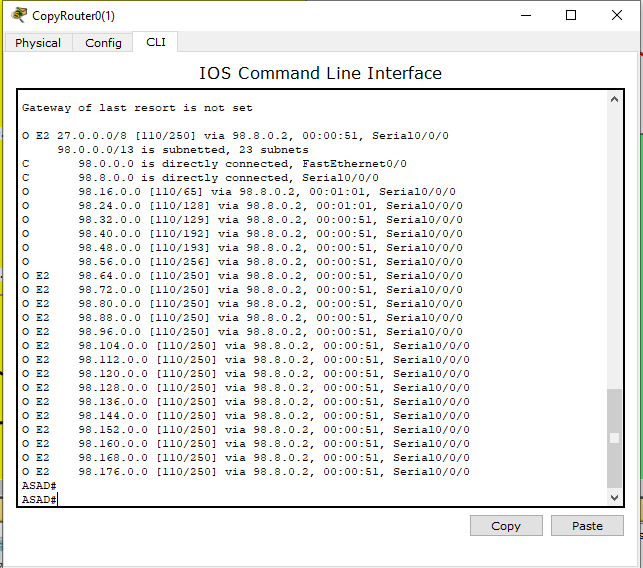 CopyRouter0(1)
Physical Config CLI
IOS Command Line Interface
Gateway of last resort is not set
O E2 27.0.0.0/8 [110/250] via 98.8.0.2, 00:00:51, Serial0/0/0
98.0.0.0/13 is subnetted, 23 subnets
C 98.0.0.0 is directly connected, FastEthernet0/0
C 98.8.0.0 is directly connected, Serial0/0/0
O 98.16.0.0 [110/65] via 98.8.0.2, 00:01:01, Serial0/0/0
O 98.24.0.0 [110/128] via 98.8.0.2, 00:01:01, Serial0/0/0
O 98.32.0.0 [110/129] via 98.8.0.2, 00:00:51, Serial0/0/0
O 98.40.0.0 [110/192] via 98.8.0.2, 00:00:51, Serial0/0/0
O 98.48.0.0 [110/193] via 98.8.0.2, 00:00:51, Serial0/0/0
O 98.56.0.0 [110/256] via 98.8.0.2, 00:00:51, Serial0/0/0
O E2 98.64.0.0 [110/250] via 98.8.0.2, 00:00:51, Serial0/0/0
O E2 98.72.0.0 [110/250] via 98.8.0.2, 00:00:51, Serial0/0/0
O E2 98.80.0.0 [110/250] via 98.8.0.2, 00:00:51, Serial0/0/0
O E2 98.88.0.0 [110/250] via 98.8.0.2, 00:00:51, Serial0/0/0
O E2 98.96.0.0 [110/250] via 98.8.0.2, 00:00:51, Serial0/0/0
O E2 98.104.0.0 [110/250] via 98.8.0.2, 00:00:51, Serial0/0/0
O E2 98.112.0.0 [110/250] via 98.8.0.2, 00:00:51, Serial0/0/0
O E2 98.120.0.0 [110/250] via 98.8.0.2, 00:00:51, Serial0/0/0
O E2 98.128.0.0 [110/250] via 98.8.0.2, 00:00:51, Serial0/0/0
O E2 98.136.0.0 [110/250] via 98.8.0.2, 00:00:51, Serial0/0/0
O E2 98.144.0.0 [110/250] via 98.8.0.2, 00:00:51, Serial0/0/0
O E2 98.152.0.0 [110/250] via 98.8.0.2, 00:00:51, Serial0/0/0
O E2 98.160.0.0 [110/250] via 98.8.0.2, 00:00:51, Serial0/0/0
O E2 98.168.0.0 [110/250] via 98.8.0.2, 00:00:51, Serial0/0/0
O E2 98.176.0.0 [110/250] via 98.8.0.2, 00:00:51, Serial0/0/0
ASAD#
ASAD#
Copy Paste